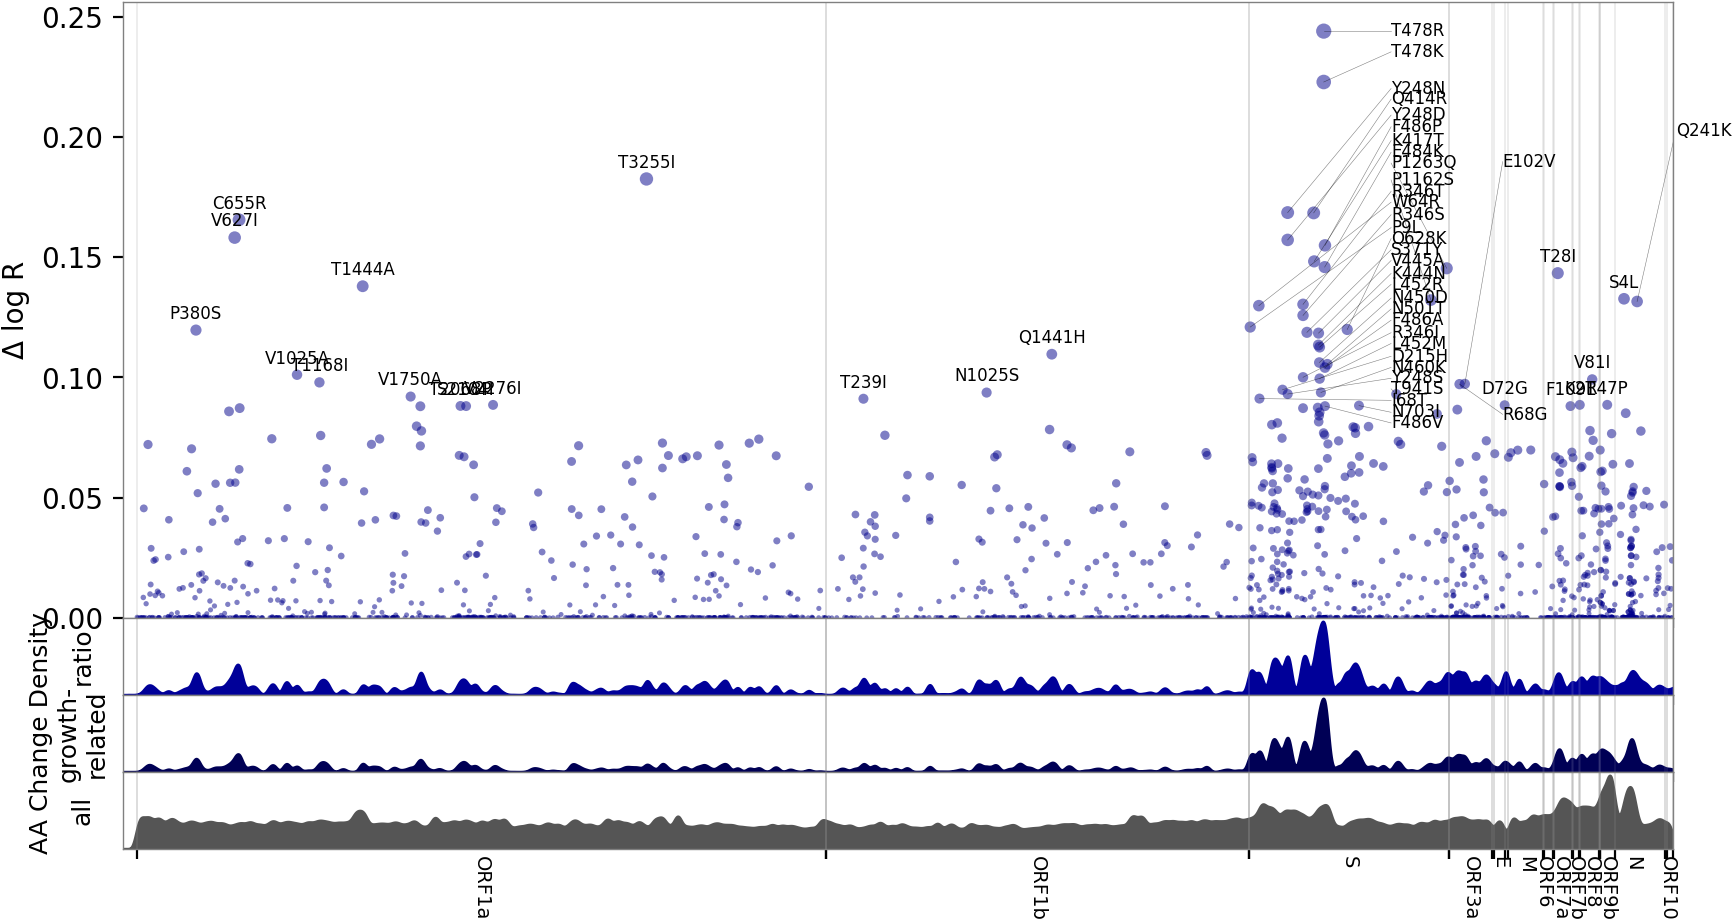 0.25
0.20
0.15
0.10
0.05
0.00
Δ log R
T478R
T478K
Y248N
Q414R
Y248D
F486P
K417T
E484K
P1263Q
P1162S
R346T
W64R
R346S
P9L
Q628K
S371Y
V445A
K444N
L452R
N450D
N501T
F486A
R346I
L452M
D215H
N460K
Y248S
T941S
I68T
N703I
F486V
Q241K
E102V
T3255I
C655R
V627I
T1444A
P380S
V1025A
T1168I
V1750A
T239I
N1025S
Q1441H
T28I
S4L
V81I
D72G
R68G
AA Change Density
ratio
growth-
related
all
ORF1a
ORF1b
S
ORF3a
E
M
ORF6
ORF7a
ORF7b
ORF8
ORF9b
N
ORF10